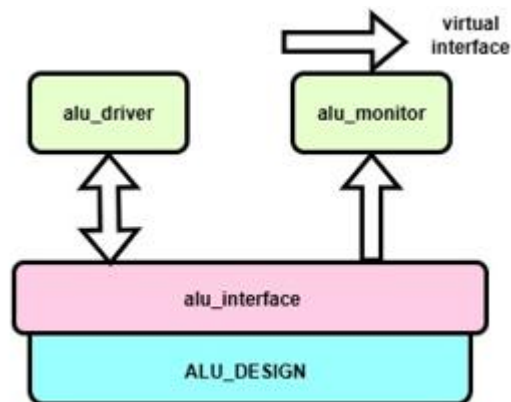 virtual
interface
alu_driver
alu_monitor
alu_interface
ALU_DESIGN